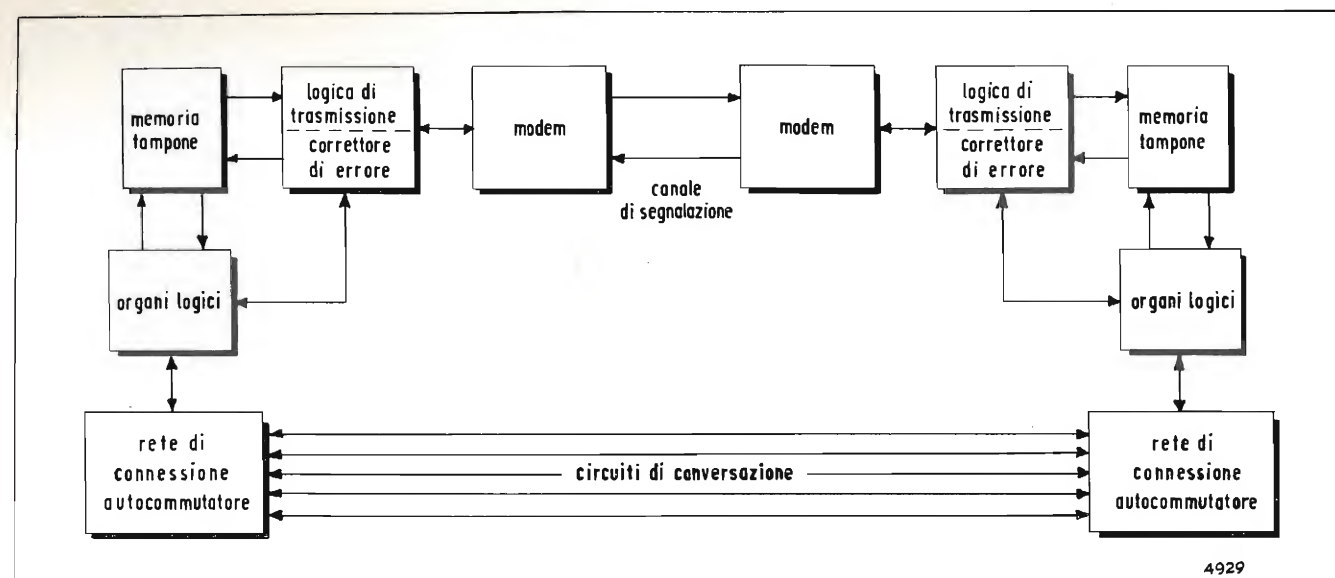 memoria
tampone
logica di
trasmissione
correttore
di errore
modem
modem
logica di
trasmissione
correttore
di errore
memoria
tampone
canale
di segnalazione
organi logici
organi logici
rete di
connessione
autocommutatore
circuiti di conversazione
rete di
connessione
autocommutatore
4929